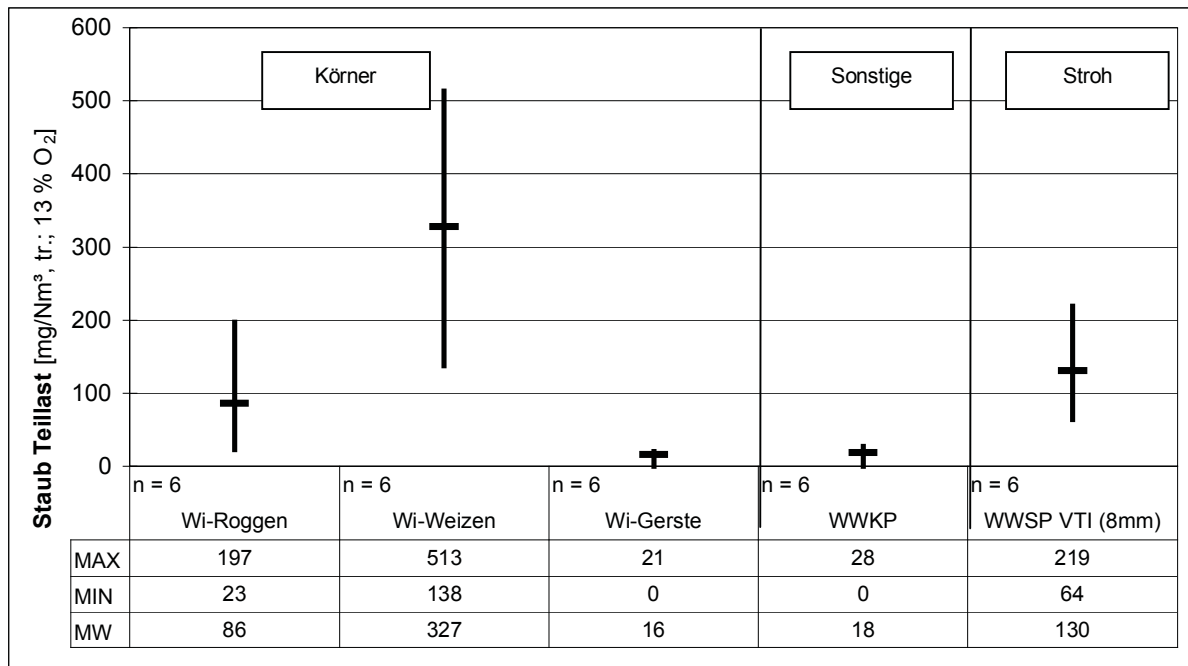 600
Körner
Sonstige
Stroh
500
400
300
200
100
0
Staub Teillast [mg/Nm³, tr.; 13 % O₂]
n = 6 n = 6 n = 6 n = 6 n = 6
Wi-Roggen Wi-Weizen Wi-Gerste WWKP WWSP VTI (8mm)
MAX 197 513 21 28 219
MIN 23 138 0 0 64
MW 86 327 16 18 130